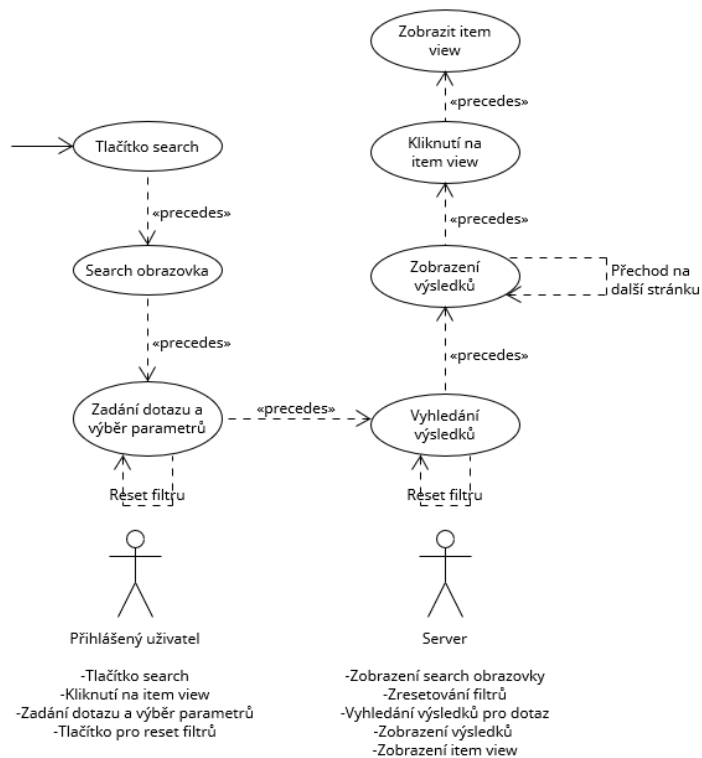 Zobrazit item
view
«precedes»
Tlačítko search
Kliknutí na
item view
«precedes»
«precedes»
Search obrazovka
Zobrazení
výsledků
Přechod na
další stránku
«precedes»
«precedes»
Zadání dotazu a
výběr parametrů
«precedes»
Vyhledání
výsledků
Reset filtru
Reset filtru
Přihlášený uživatel
Server
-Tlačítko search
-Kliknutí na item view
-Zadání dotazu a výběr parametrů
-Tlačítko pro reset filtrů
-Zobrazení search obrazovky
-Zresetování filtrů
-Vyhledání výsledků pro dotaz
-Zobrazení výsledků
-Zobrazení item view